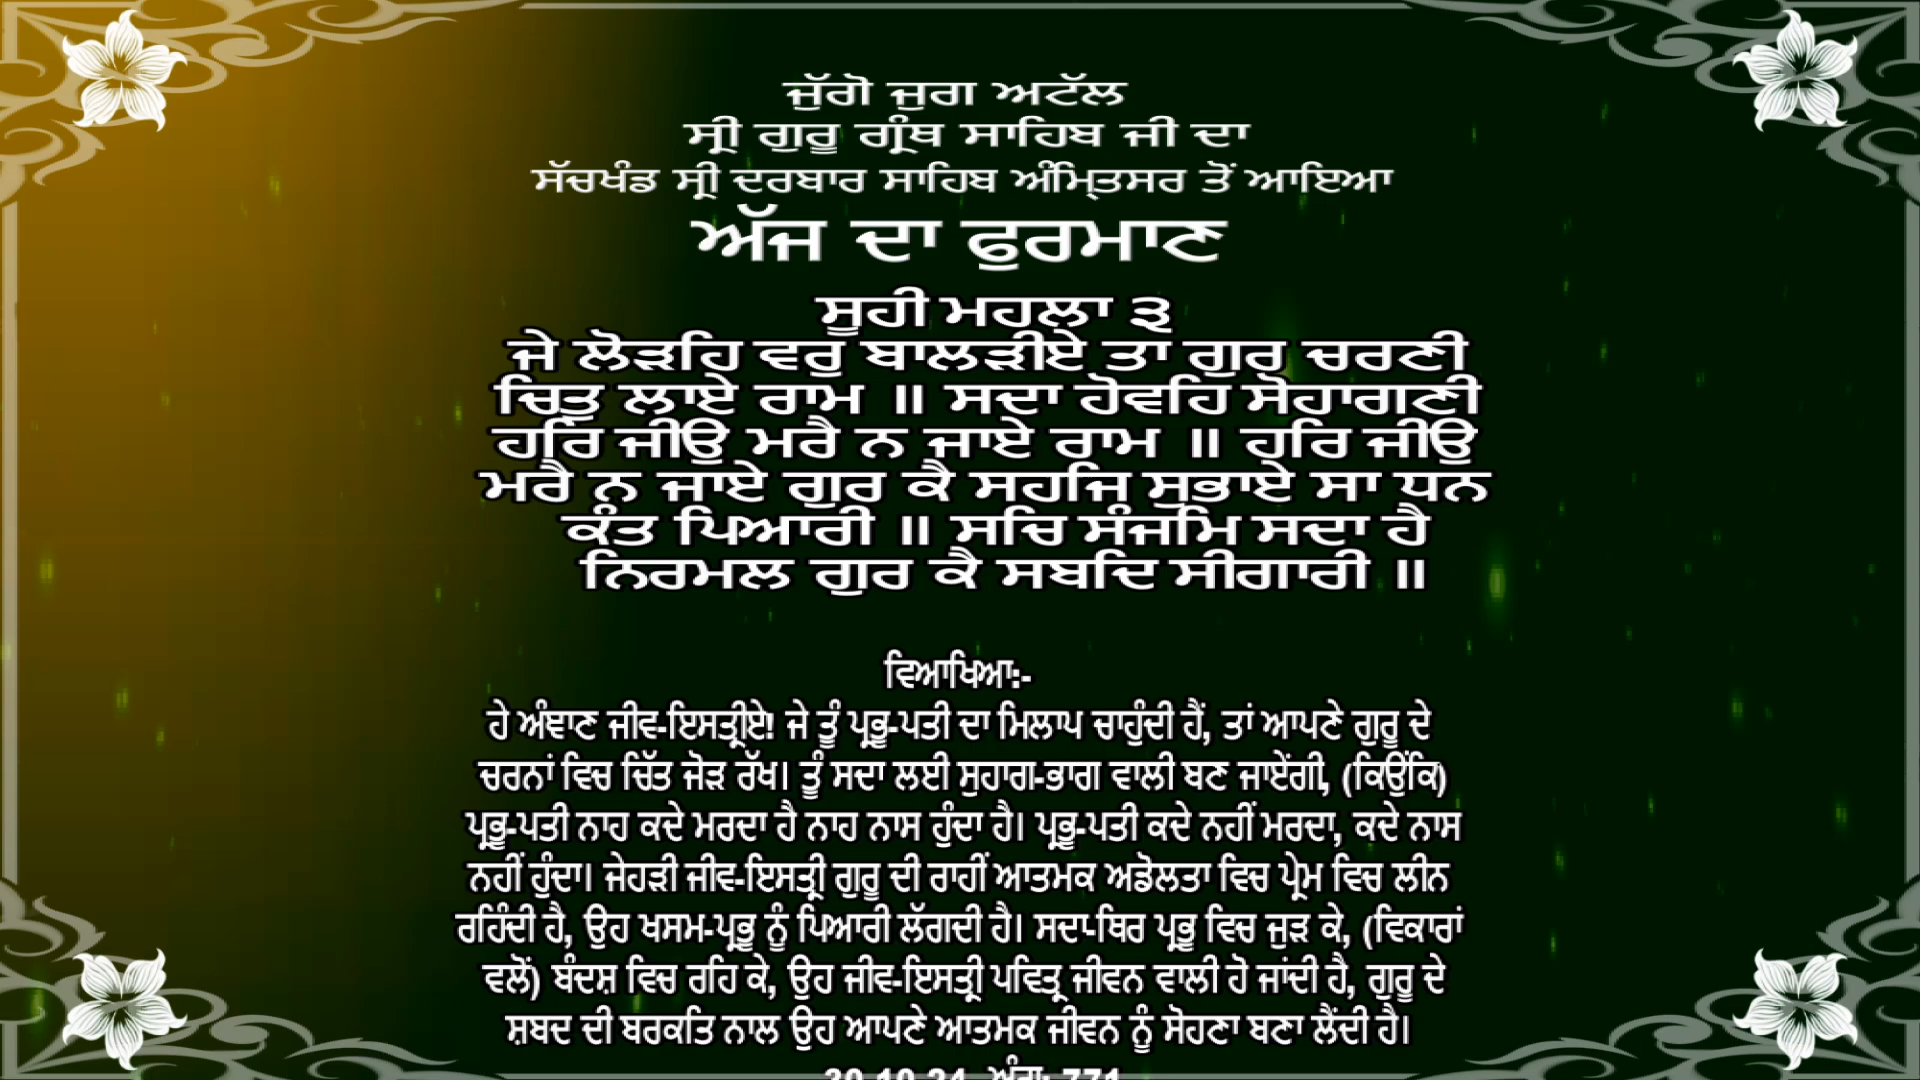 ਜੁੱਗੋ ਜੁਗ ਅਟੱਲ
ਸ੍ਰੀ ਗੁਰੂ ਗ੍ਰੰਥ ਸਾਹਿਬ ਜੀ ਦਾ
ਸੱਚਖੰਡ ਸ੍ਰੀ ਦਰਬਾਰ ਸਾਹਿਬ ਅੰਮ੍ਰਿਤਸਰ ਤੋਂ ਆਇਆ
ਅੱਜ ਦਾ ਫੁਰਮਾਣ
ਸੂਹੀ ਮਹਲਾ ੩
ਜੇ ਲੋੜਹਿ ਵਰੁ ਬਾਲੜੀਏ ਤਾ ਗੁਰ ਚਰਣੀ
ਚਿਤੁ ਲਾਏ ਰਾਮ ॥ ਸਦਾ ਹੋਵਹਿ ਸੋਹਾਗਣੀ
ਹਰਿ ਜੀਉ ਮਰੈ ਨ ਜਾਏ ਰਾਮ ॥ ਹਰਿ ਜੀਉ
ਮਰੈ ਨ ਜਾਏ ਗੁਰ ਕੈ ਸਹਜਿ ਸੁਭਾਏ ਸਾ ਧਨ
ਕੰਤ ਪਿਆਰੀ ॥ ਸਚਿ ਸੰਜਮਿ ਸਦਾ ਹੈ
ਨਿਰਮਲ ਗੁਰ ਕੈ ਸਬਦਿ ਸੀਗਾਰੀ ॥
ਵਿਆਖਿਆ:-
ਹੇ ਅੰਞਾਣ ਜੀਵ-ਇਸਤ੍ਰੀਏ! ਜੇ ਤੂੰ ਪ੍ਰਭੂ-ਪਤੀ ਦਾ ਮਿਲਾਪ ਚਾਹੁੰਦੀ ਹੈਂ, ਤਾਂ ਆਪਣੇ ਗੁਰੂ ਦੇ
ਚਰਨਾਂ ਵਿਚ ਚਿੱਤ ਜੋੜ ਰੱਖ। ਤੂੰ ਸਦਾ ਲਈ ਸੁਹਾਗ-ਭਾਗ ਵਾਲੀ ਬਣ ਜਾਏਂਗੀ, (ਕਿਉਂਕਿ)
ਪ੍ਰਭੂ-ਪਤੀ ਨਾਹ ਕਦੇ ਮਰਦਾ ਹੈ ਨਾਹ ਨਾਸ ਹੁੰਦਾ ਹੈ। ਪ੍ਰਭੂ-ਪਤੀ ਕਦੇ ਨਹੀਂ ਮਰਦਾ, ਕਦੇ ਨਾਸ
ਨਹੀਂ ਹੁੰਦਾ। ਜੇਹੜੀ ਜੀਵ-ਇਸਤ੍ਰੀ ਗੁਰੂ ਦੀ ਰਾਹੀਂ ਆਤਮਕ ਅਡੋਲਤਾ ਵਿਚ ਪ੍ਰੇਮ ਵਿਚ ਲੀਨ
ਰਹਿੰਦੀ ਹੈ, ਉਹ ਖਸਮ-ਪ੍ਰਭੂ ਨੂੰ ਪਿਆਰੀ ਲੱਗਦੀ ਹੈ। ਸਦਾ-ਥਿਰ ਪ੍ਰਭੂ ਵਿਚ ਜੁੜ ਕੇ, (ਵਿਕਾਰਾਂ
ਵਲੋਂ) ਬੰਦਸ਼ ਵਿਚ ਰਹਿ ਕੇ, ਉਹ ਜੀਵ-ਇਸਤ੍ਰੀ ਪਵਿਤ੍ਰ ਜੀਵਨ ਵਾਲੀ ਹੋ ਜਾਂਦੀ ਹੈ, ਗੁਰੂ ਦੇ
ਸ਼ਬਦ ਦੀ ਬਰਕਤਿ ਨਾਲ ਉਹ ਆਪਣੇ ਆਤਮਕ ਜੀਵਨ ਨੂੰ ਸੋਹਣਾ ਬਣਾ ਲੈਂਦੀ ਹੈ।